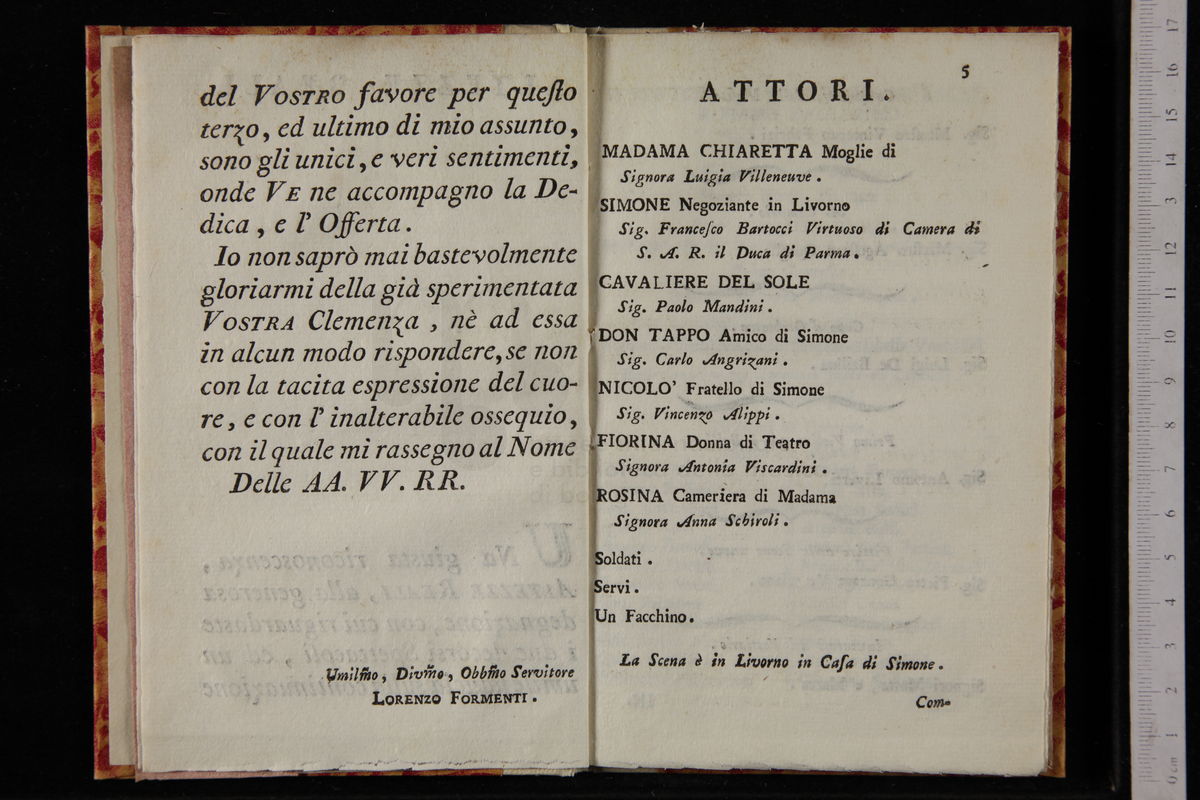 del VOSTRO favore per queſto
terzo, ed ultimo di mio assunto,
sono gli unici, e veri sentimenti,
onde VE ne accompagno la De-
dica, e l' Offerta.
Io non saprò mai bastevolmente
gloriarmi della già sperimentata
VOSTRA Clemenza, nè ad essa
in alcun modo rispondere, se non
con la tacita espressione del cuo-
re, e con l' inalterabile ossequio,
con il quale mi rassegno al Nome
Delle AA. VV. RR.
Umilm̃o, Divm̃o, Obbm̃o Servitore
LORENZO FORMENTI.
5
ATTORI.
MADAMA CHIARETTA Moglie di
Signora Luigia Villeneuve.
SIMONE Negoziante in Livorno
Sig. Franceſco Bartocci Virtuoso di Camera di
S. A. R. il Duca di Parma.
CAVALIERE DEL SOLE
Sig. Paolo Mandini.
DON TAPPO Amico di Simone
Sig. Carlo Angrizani.
NICOLO' Fratello di Simone
Sig. Vincenzo Alippi.
FIORINA Donna di Teatro
Signora Antonia Viscardini.
ROSINA Cameriera di Madama
Signora Anna Schiroli.
Soldati.
Servi.
Un Facchino.
La Scena è in Livorno in Caſa di Simone.
Com-